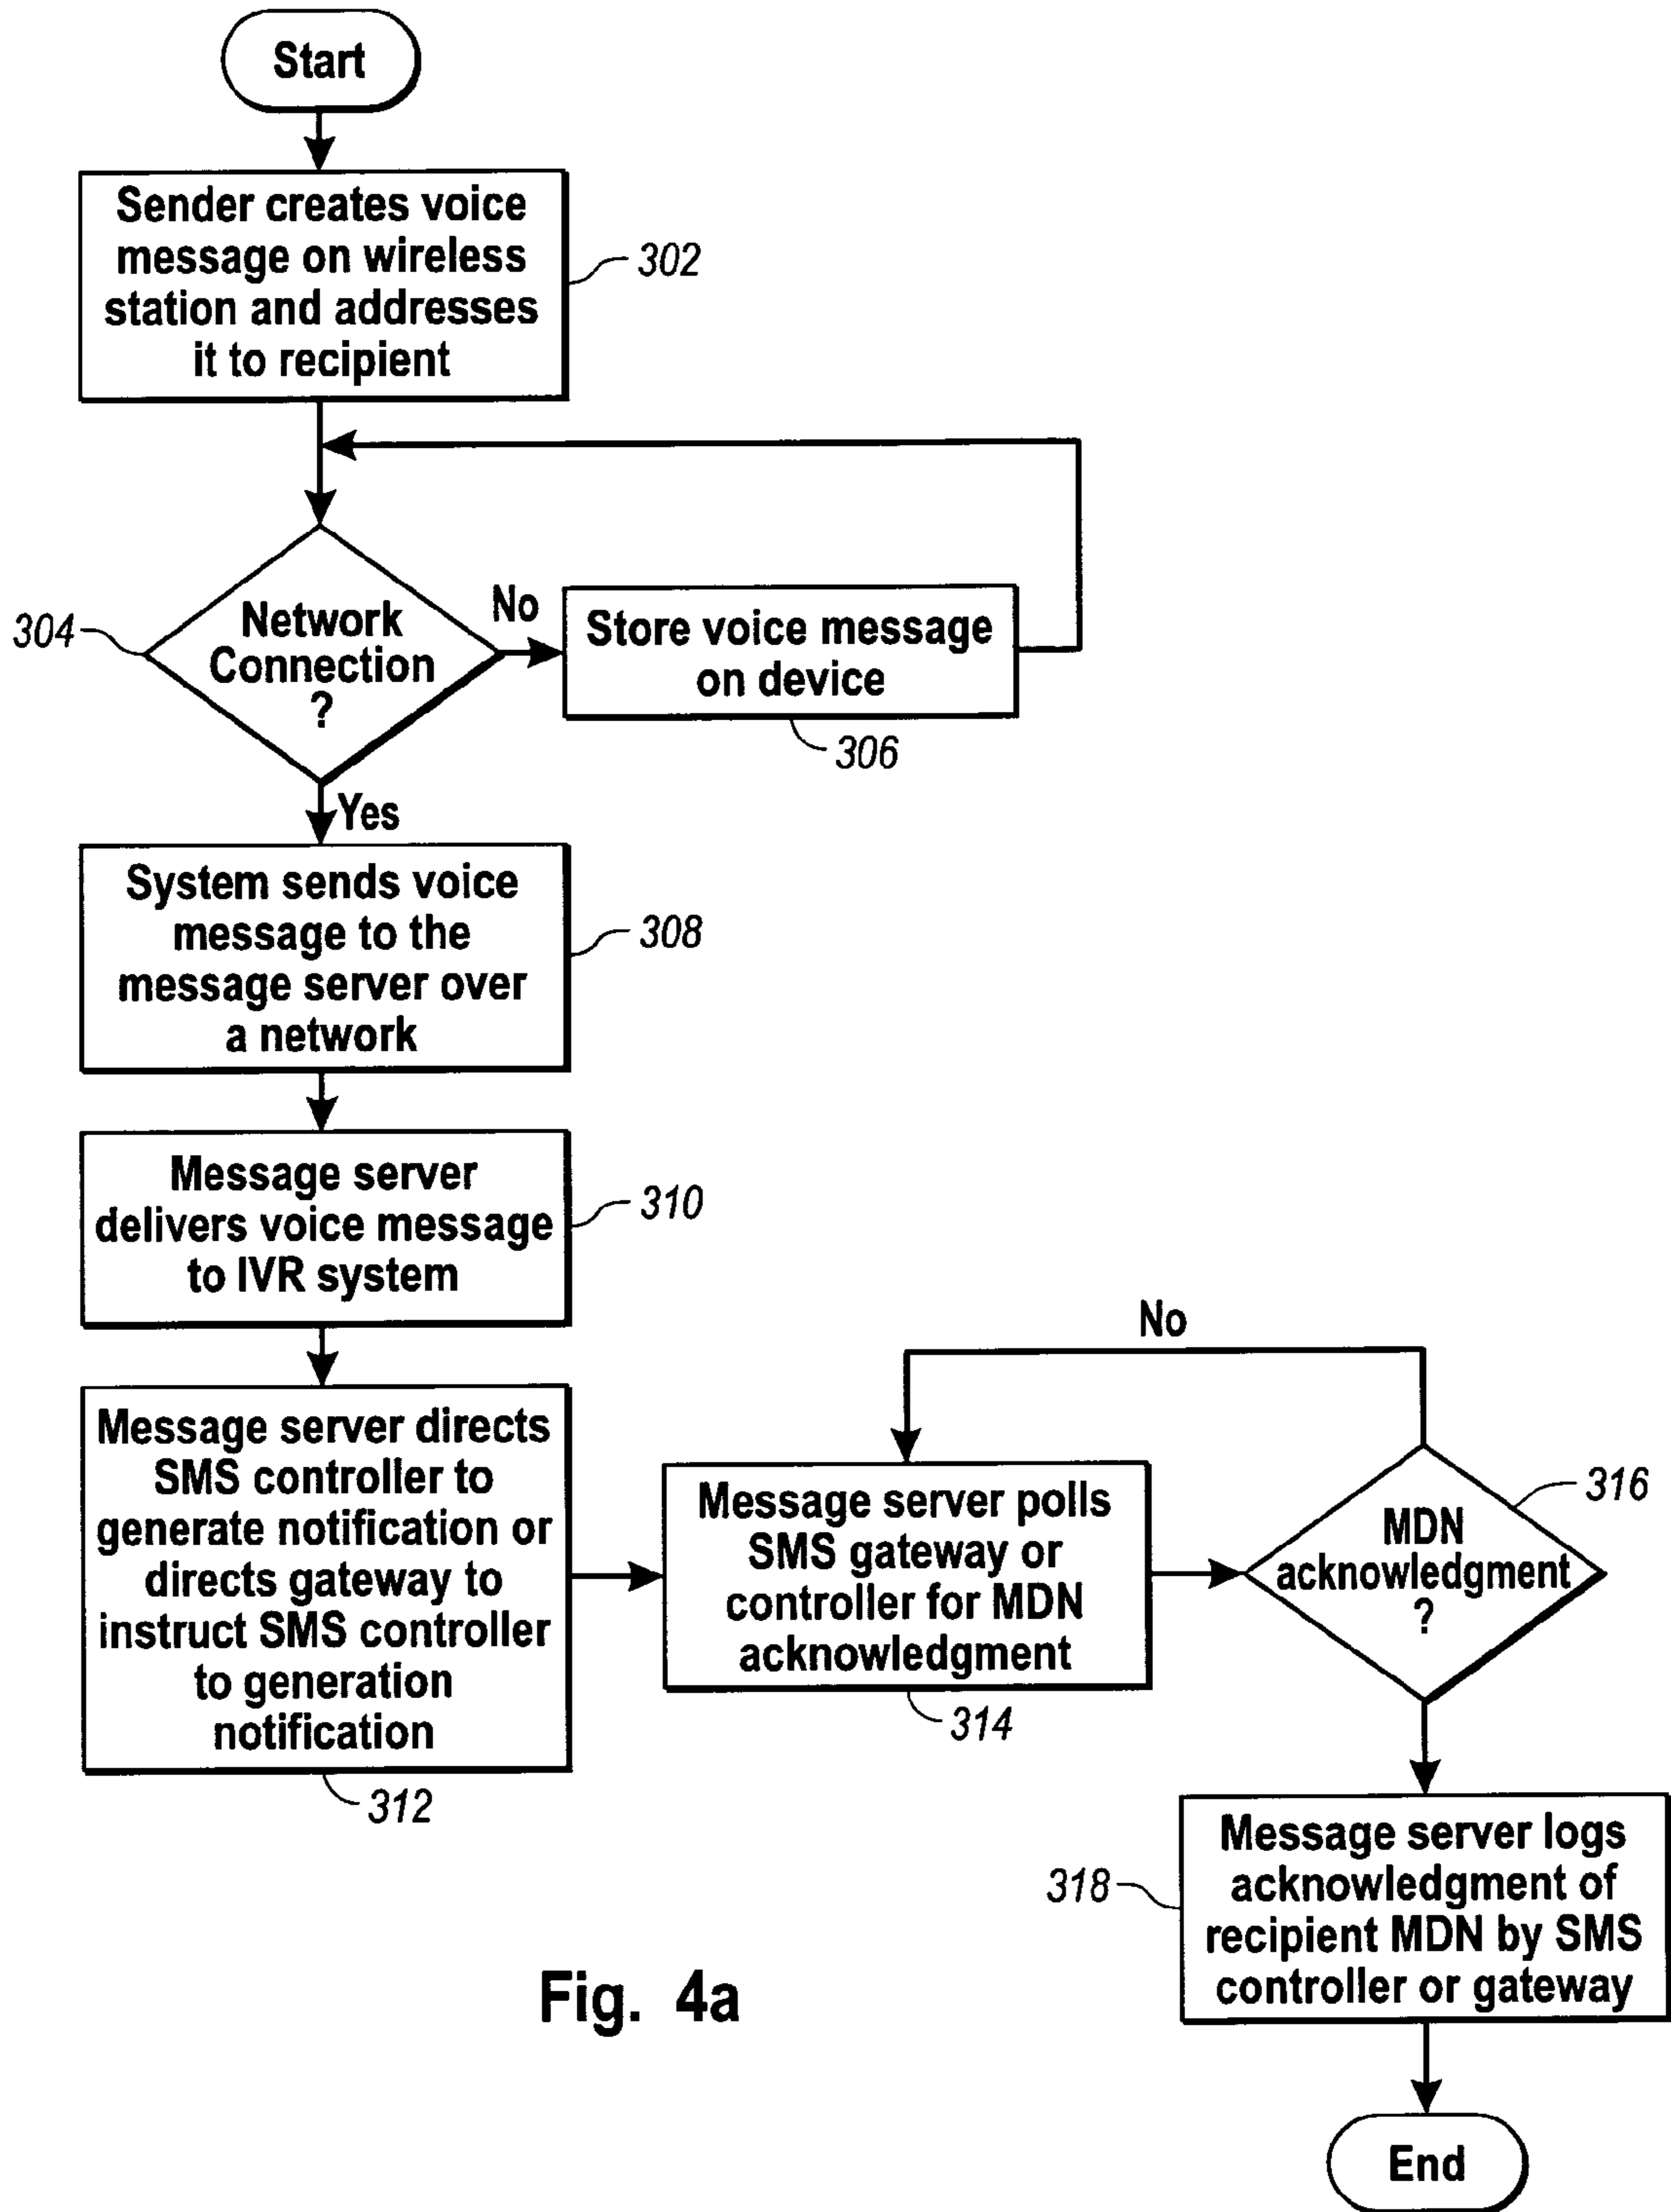 Start
Sender creates voice
message on wireless
station and addresses
it to recipient
302
304
Network
Connection
?
No
Store voice message
on device
306
Yes
System sends voice
message to the
message server over
a network
308
Message server
delivers voice message
to IVR system
310
Message server directs
SMS controller to
generate notification or
directs gateway to
instruct SMS controller
to generation
notification
312
Message server polls
SMS gateway or
controller for MDN
acknowledgment
314
No
MDN
acknowledgment
?
316
Message server logs
acknowledgment of
recipient MDN by SMS
controller or gateway
318
End
Fig. 4a